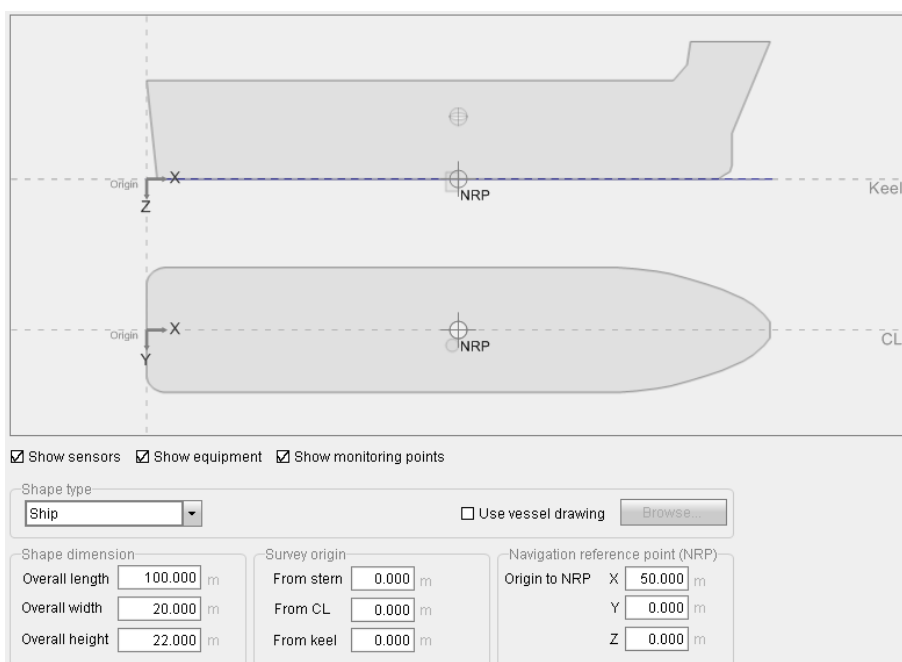 Origin
X
Z
NRP
Keel
Origin
X
Y
NRP
CL
Show sensors Show equipment Show monitoring points
Shape type
Ship Use vessel drawing Browse...
Shape dimension Survey origin Navigation reference point (NRP)
Overall length 100.000 m From stern 0.000 m Origin to NRP X 50.000 m
Overall width 20.000 m From CL 0.000 m Y 0.000 m
Overall height 22.000 m From keel 0.000 m Z 0.000 m